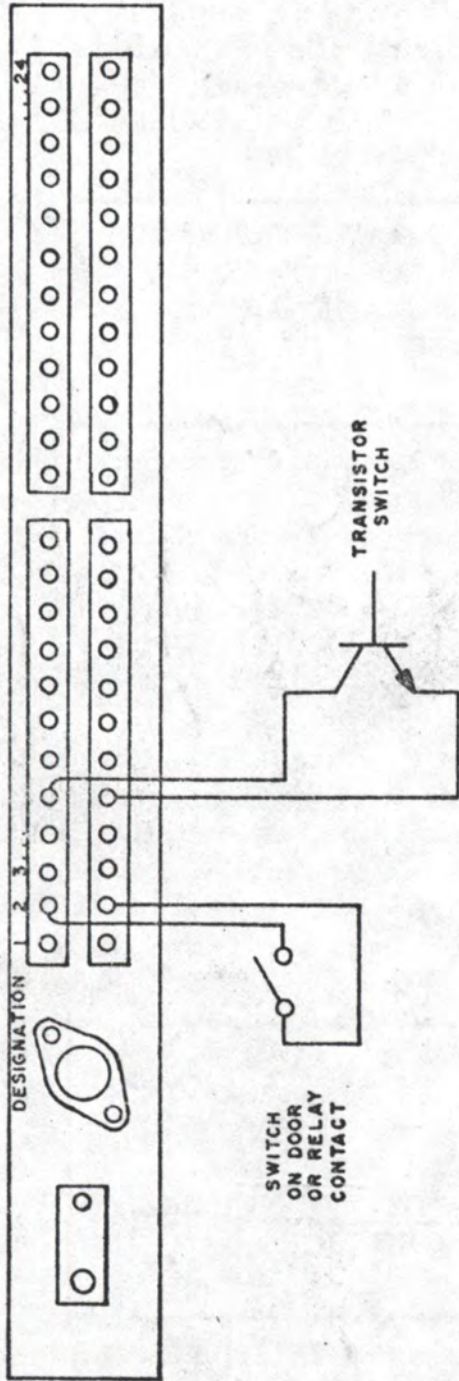 DESIGNATION
1 2 3... ...24
SWITCH
ON DOOR
OR RELAY
CONTACT
TRANSISTOR
SWITCH